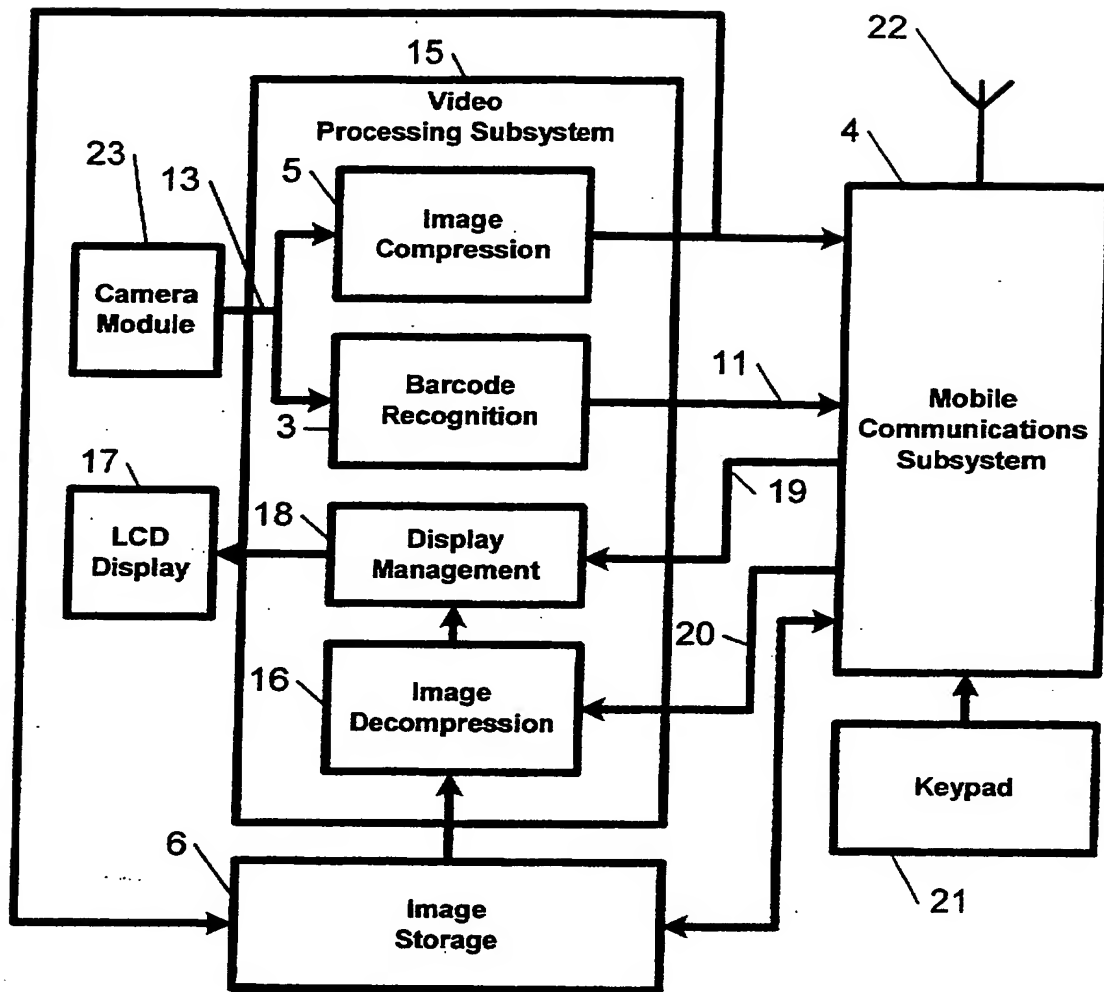 15
22
Video
Processing Subsystem
23
13
5
4
Image
Compression
Camera
Module
Barcode
Recognition
11
3
Mobile
Communications
Subsystem
17
19
18
LCD
Display
Display
Management
20
16
Image
Decompression
Keypad
6
21
Image
Storage